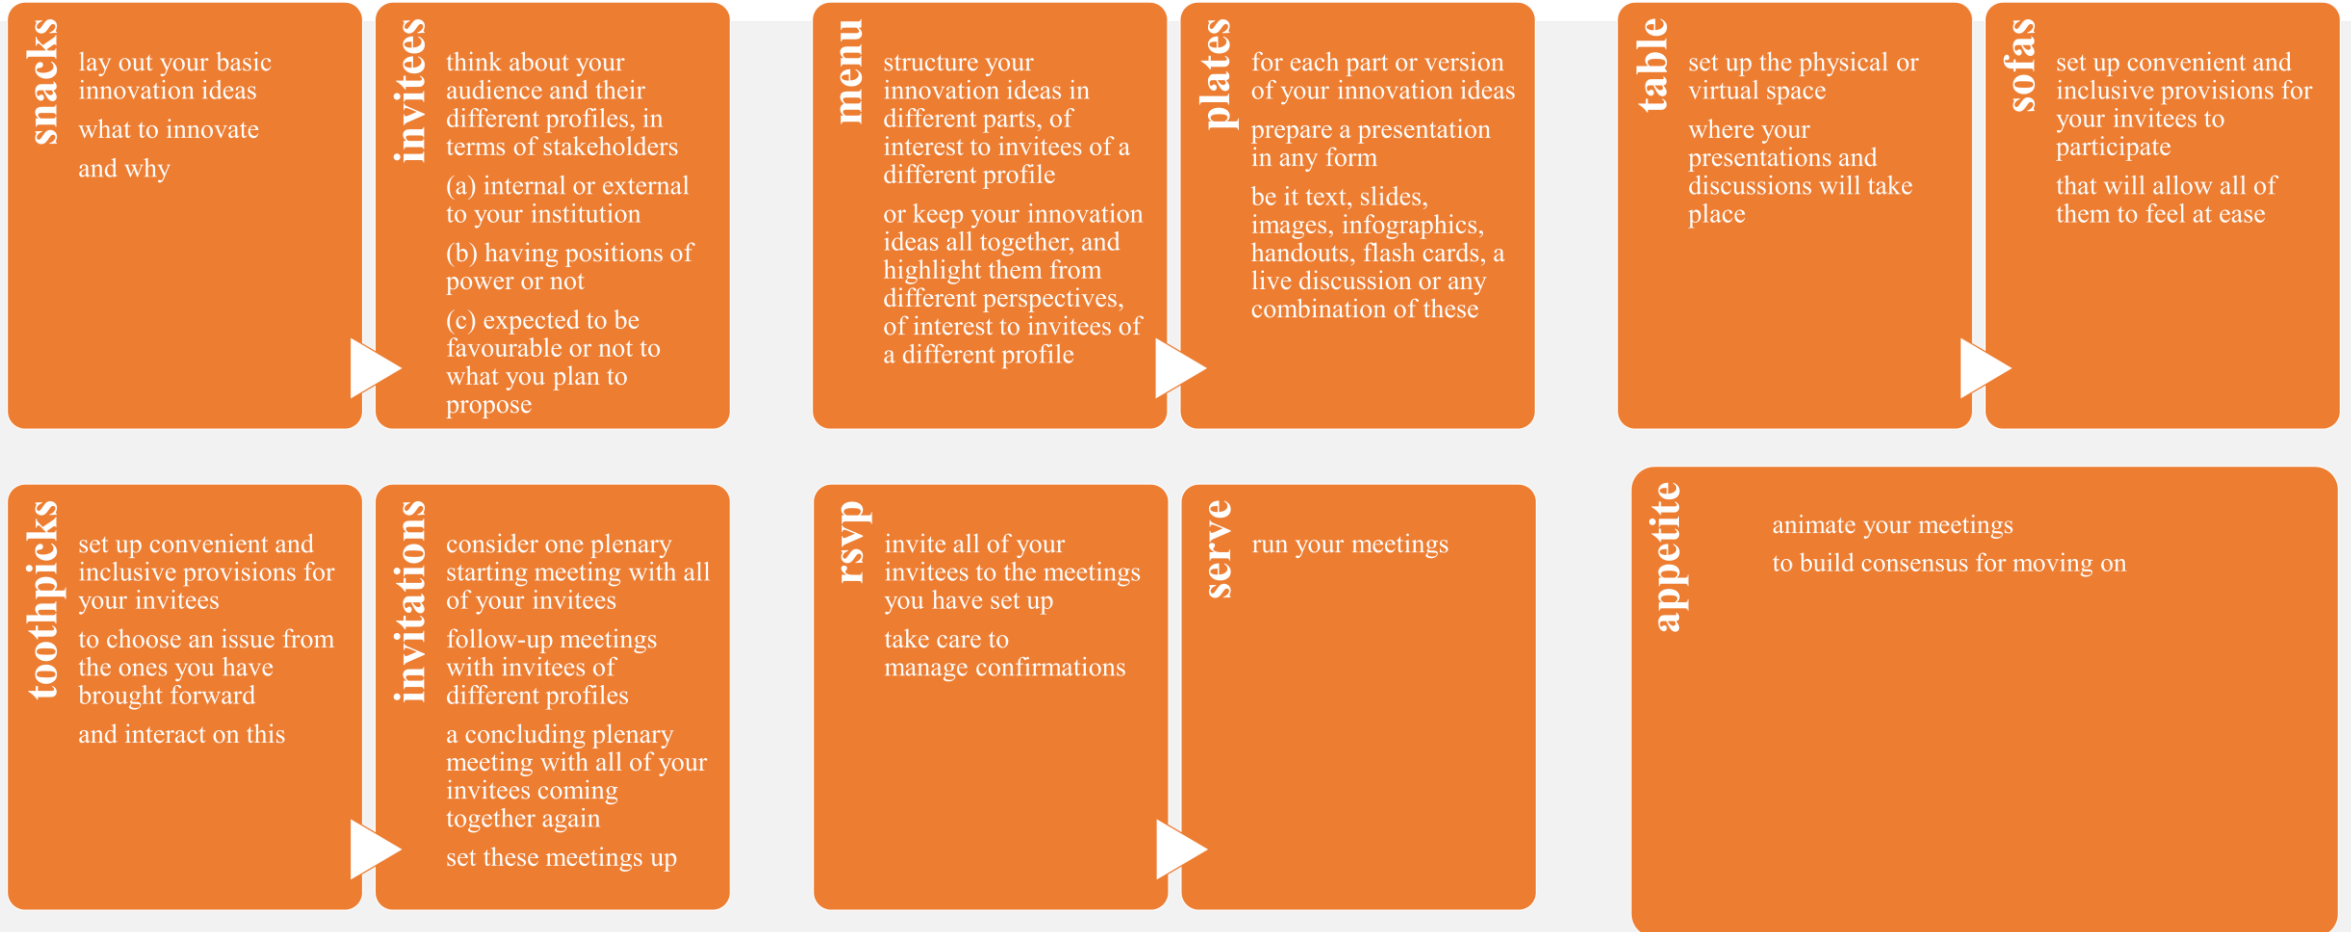 snacks
lay out your basic
innovation ideas
what to innovate
and why
invitees
think about your
audience and their
different profiles, in
terms of stakeholders
(a) internal or external
to your institution
(b) having positions of
power or not
(c) expected to be
favourable or not to
what you plan to
propose
menu
structure your
innovation ideas in
different parts, of
interest to invitees of a
different profile
or keep your innovation
ideas all together, and
highlight them from
different perspectives,
of interest to invitees of
a different profile
plates
for each part or version
of your innovation ideas
prepare a presentation
in any form
be it text, slides,
images, infographics,
handouts, flash cards, a
live discussion or any
combination of these
table
set up the physical or
virtual space
where your
presentations and
discussions will take
place
sofas
set up convenient and
inclusive provisions for
your invitees to
participate
that will allow all of
them to feel at ease
toothpicks
set up convenient and
inclusive provisions for
your invitees
to choose an issue from
the ones you have
brought forward
and interact on this
invitations
consider one plenary
starting meeting with all
of your invitees
follow-up meetings
with invitees of
different profiles
a concluding plenary
meeting with all of your
invitees coming
together again
set these meetings up
rsvp
invite all of your
invitees to the meetings
you have set up
take care to
manage confirmations
serve
run your meetings
appetite
animate your meetings
to build consensus for moving on